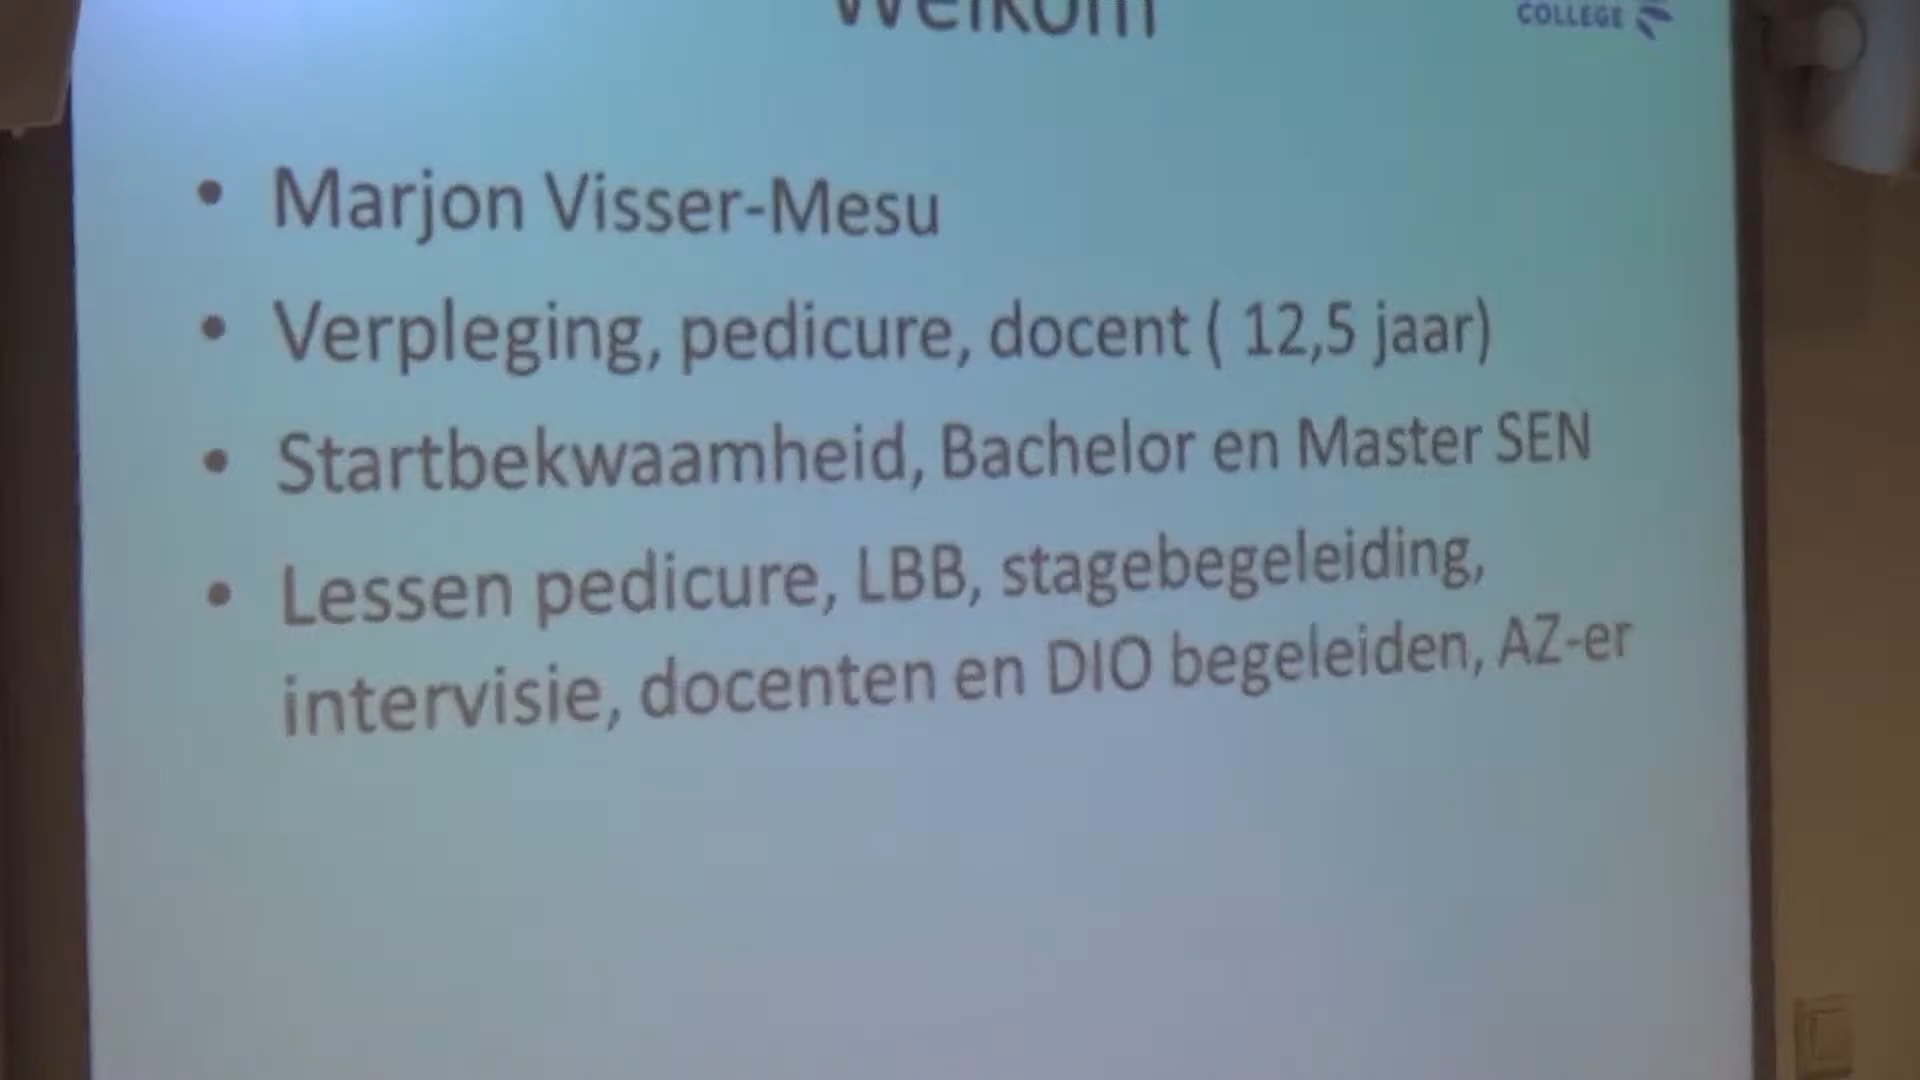 Welkom
COLLEGE
• Marjon Visser-Mesu
• Verpleging, pedicure, docent ( 12,5 jaar)
• Startbekwaamheid, Bachelor en Master SEN
• Lessen pedicure, LBB, stagebegeleiding,
intervisie, docenten en DIO begeleiden, AZ-er